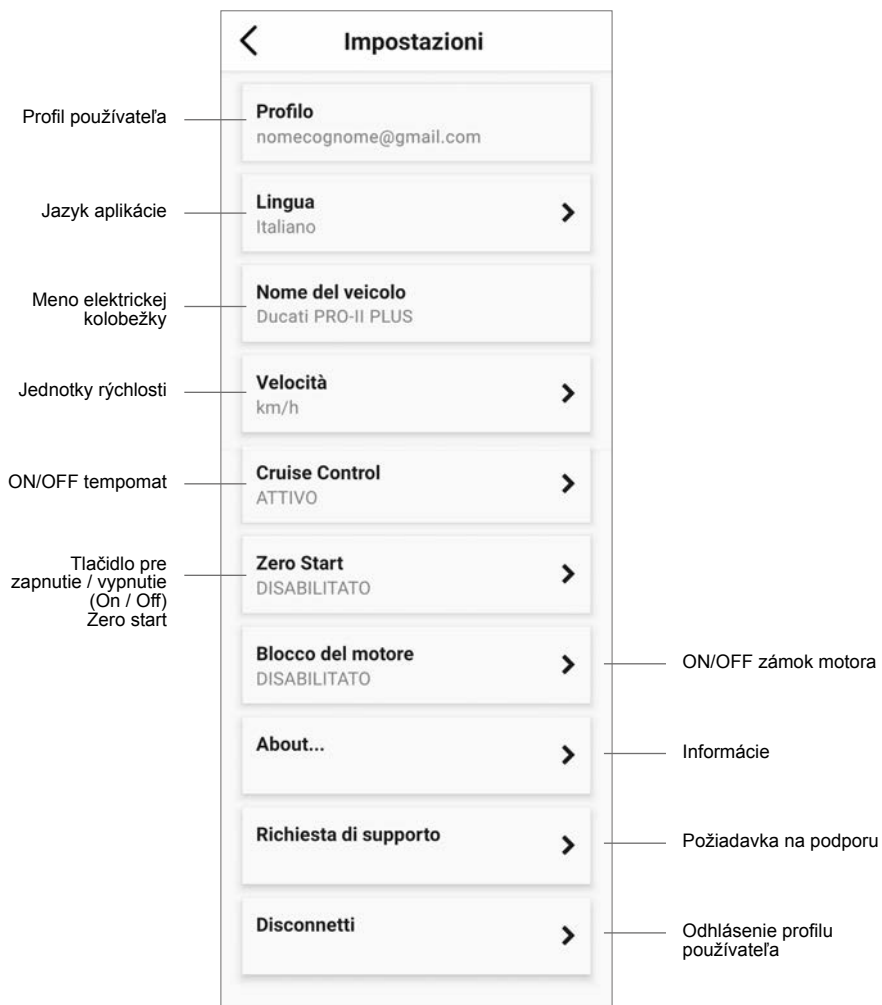 Impostazioni
Profil používateľa
Profilo
nomecognome@gmail.com
Jazyk aplikácie
Lingua
Italiano
Meno elektrickej
kolobežky
Nome del veicolo
Ducati PRO-II PLUS
Jednotky rýchlosti
Velocità
km/h
ON/OFF tempomat
Cruise Control
ATTIVO
Tlačidlo pre
zapnutie / vypnutie
(On / Off)
Zero start
Zero Start
DISABILITATO
Blocco del motore
DISABILITATO
ON/OFF zámok motora
About...
Informácie
Richiesta di supporto
Požiadavka na podporu
Disconnetti
Odhlásenie profilu
používateľa